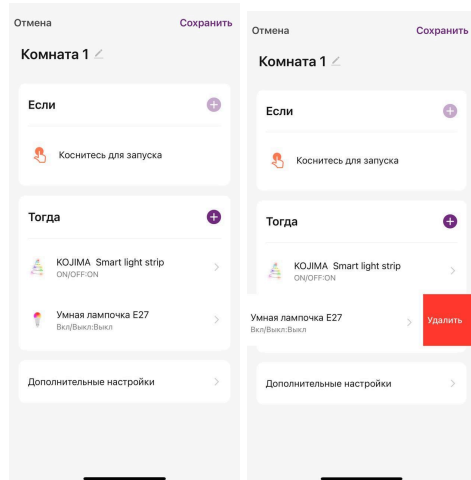 Отмена
Сохранить
Комната 1
Если
Коснитесь для запуска
Тогда
KOJIMA Smart light strip
ON/OFF:ON
Умная лампочка E27
Вкл/Выкл:Выкл
Дополнительные настройки
Отмена
Сохранить
Комната 1
Если
Коснитесь для запуска
Тогда
KOJIMA Smart light strip
ON/OFF:ON
Умная лампочка E27
Вкл/Выкл:Выкл
Удалить
Дополнительные настройки